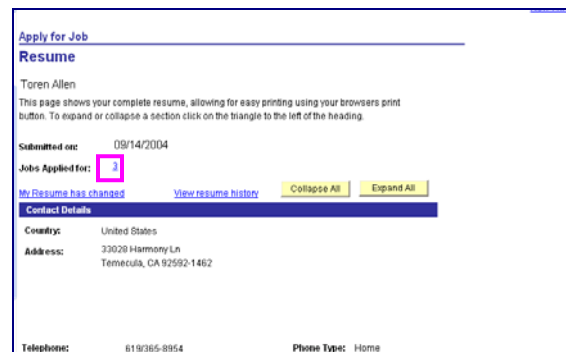 Apply for Job
Resume
Toren Allen
This page shows your complete resume, allowing for easy printing using your browsers print
button. To expand or collapse a section click on the triangle to the left of the heading.
Submitted on: 09/14/2004
Jobs Applied for: 3
My Resume has changed View resume history Collapse All Expand All
Contact Details
Country: United States
Address: 33028 Harmony Ln
Temecula, CA 92592-1462
Telephone: 619/365-8954 Phone Type: Home